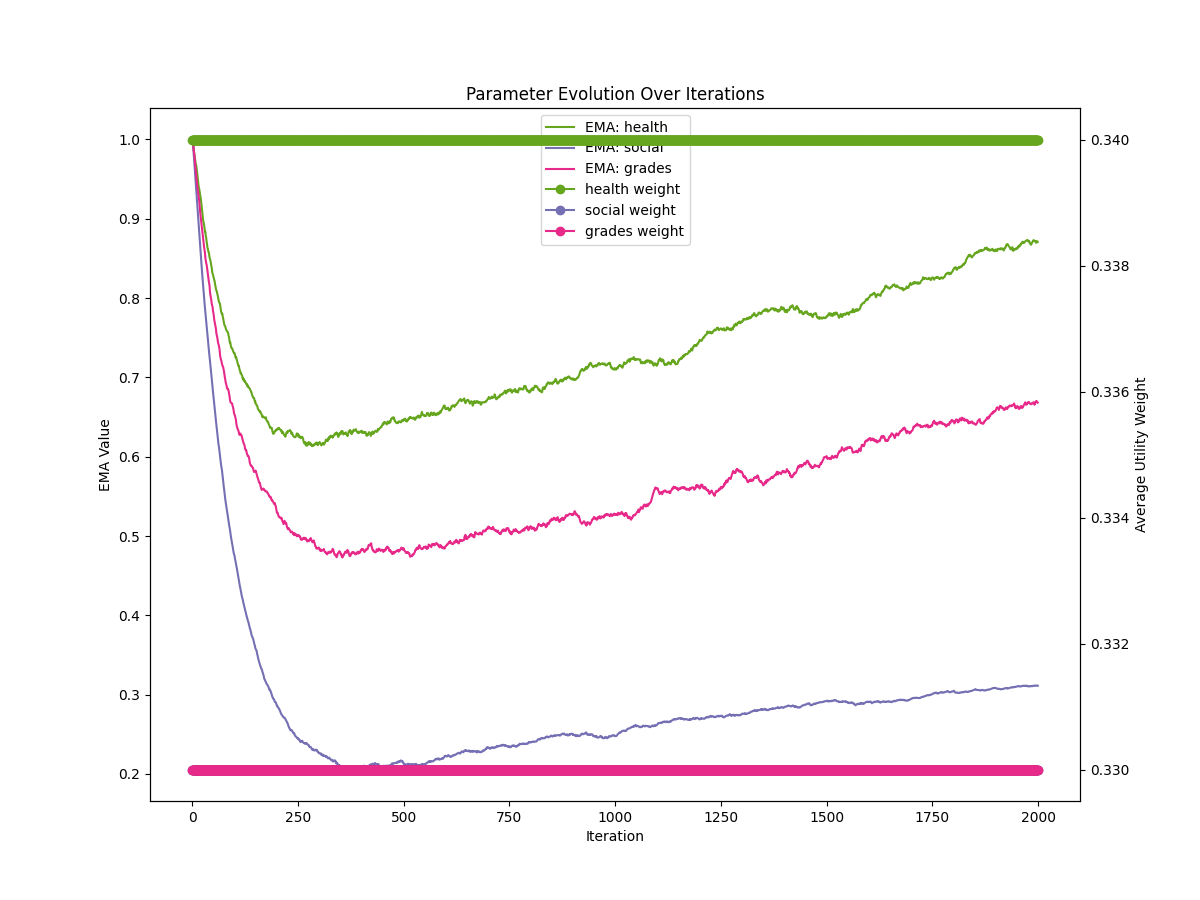 Parameter Evolution Over Iterations
EMA: health
EMA: social
EMA: grades
health weight
social weight
grades weight
EMA Value
1.0
0.9
0.8
0.7
0.6
0.5
0.4
0.3
0.2
0
250
500
750
1000
1250
1500
1750
2000
Iteration
0.340
0.338
0.336
0.334
0.332
0.330
Average Utility Weight